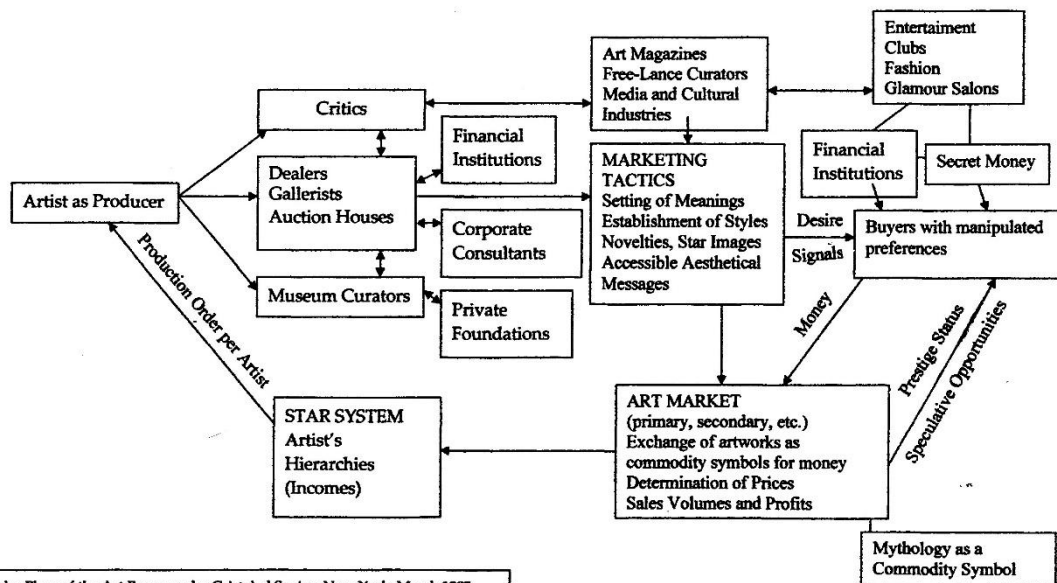 Entertaiment
Clubs
Fashion
Glamour Salons
Art Magazines
Free-Lance Curators
Media and Cultural
Industries
Critics
Financial
Institutions
Financial
Institutions
Secret Money
Dealers
Gallerists
Auction Houses
MARKETING
TACTICS
Setting of Meanings
Establishment of Styles
Novelties, Star Images
Accessible Aesthetical
Messages
Artist as Producer
Corporate
Consultants
Desire
Signals
Buyers with manipulated
preferences
Museum Curators
Private
Foundations
Production Order per Artist
Money
Prestige Status
Speculative Opportunities
STAR SYSTEM
Artist's
Hierarchies
(Incomes)
ART MARKET
(primary, secondary, etc.)
Exchange of artworks as
commodity symbols for money
Determination of Prices
Sales Volumes and Profits
Mythology as a
Commodity Symbol